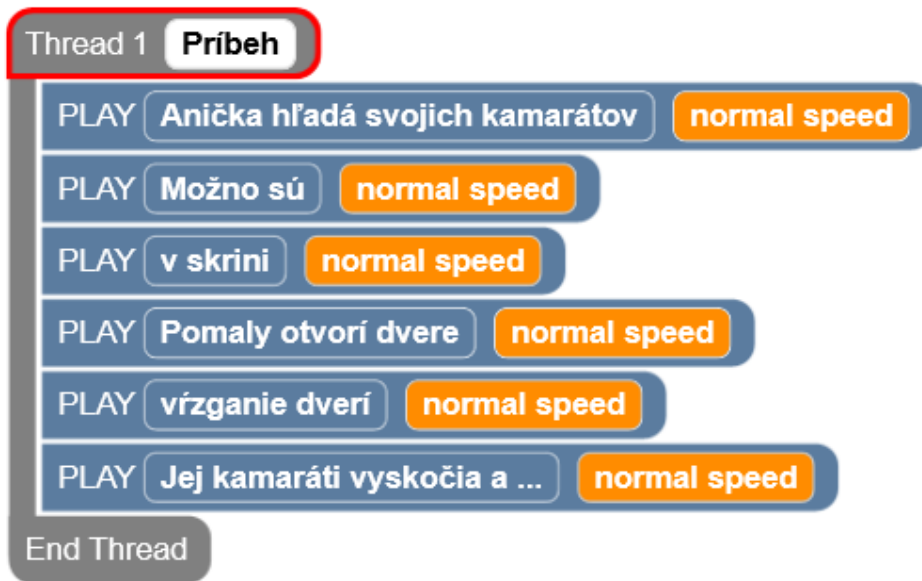 Thread 1 Príbeh
PLAY Anička hľadá svojich kamarátov normal speed
PLAY Možno sú normal speed
PLAY v skrini normal speed
PLAY Pomaly otvorí dvere normal speed
PLAY vŕzganie dverí normal speed
PLAY Jej kamaráti vyskočia a ... normal speed
End Thread